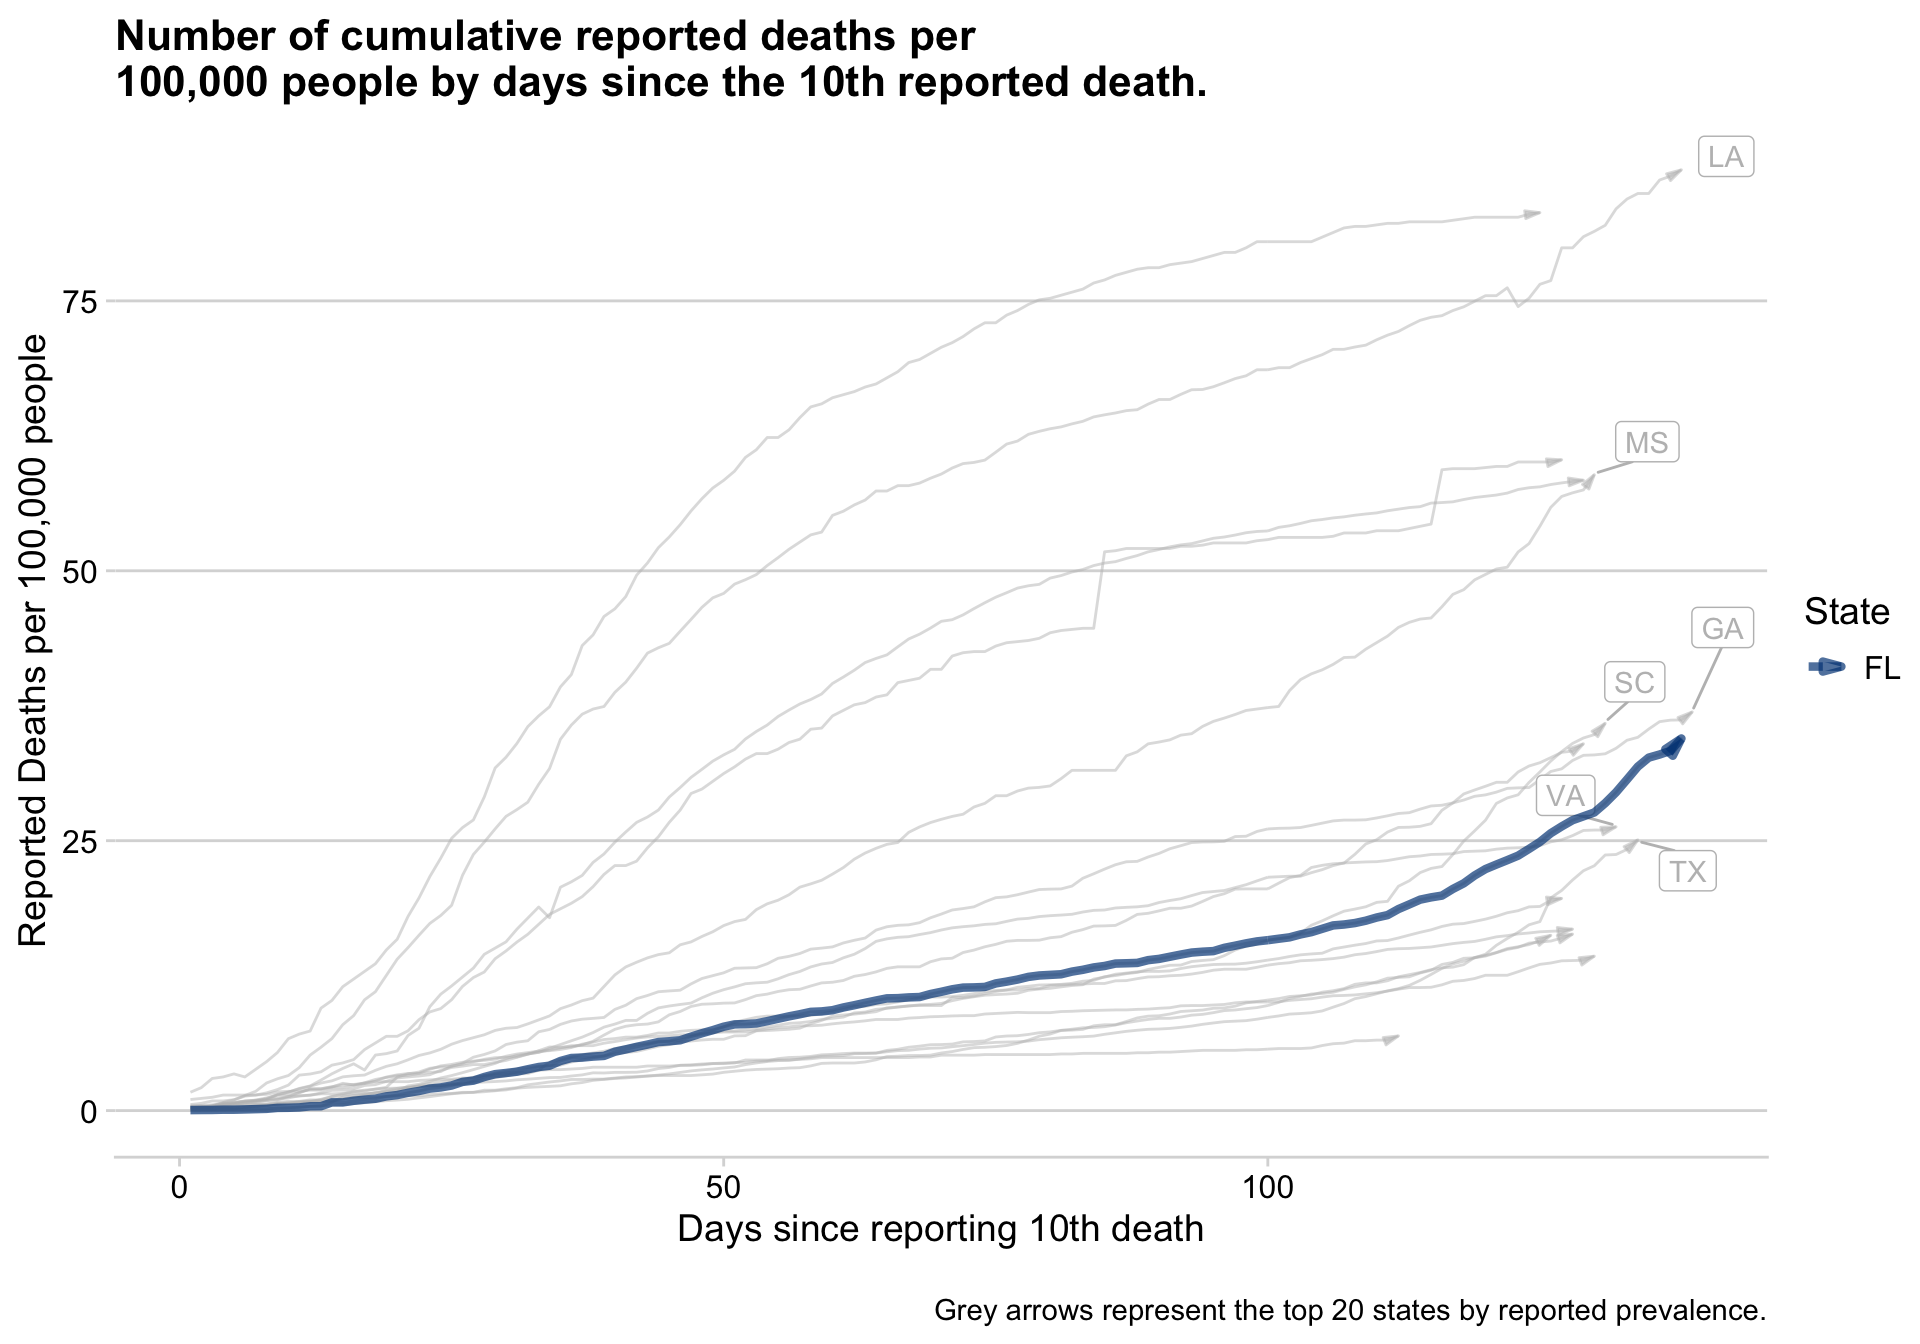 Number of cumulative reported deaths per
100,000 people by days since the 10th reported death.
Reported Deaths per 100,000 people
75
50
25
0
LA
MS
GA
SC
VA
TX
State
FL
0
50
100
Days since reporting 10th death
Grey arrows represent the top 20 states by reported prevalence.